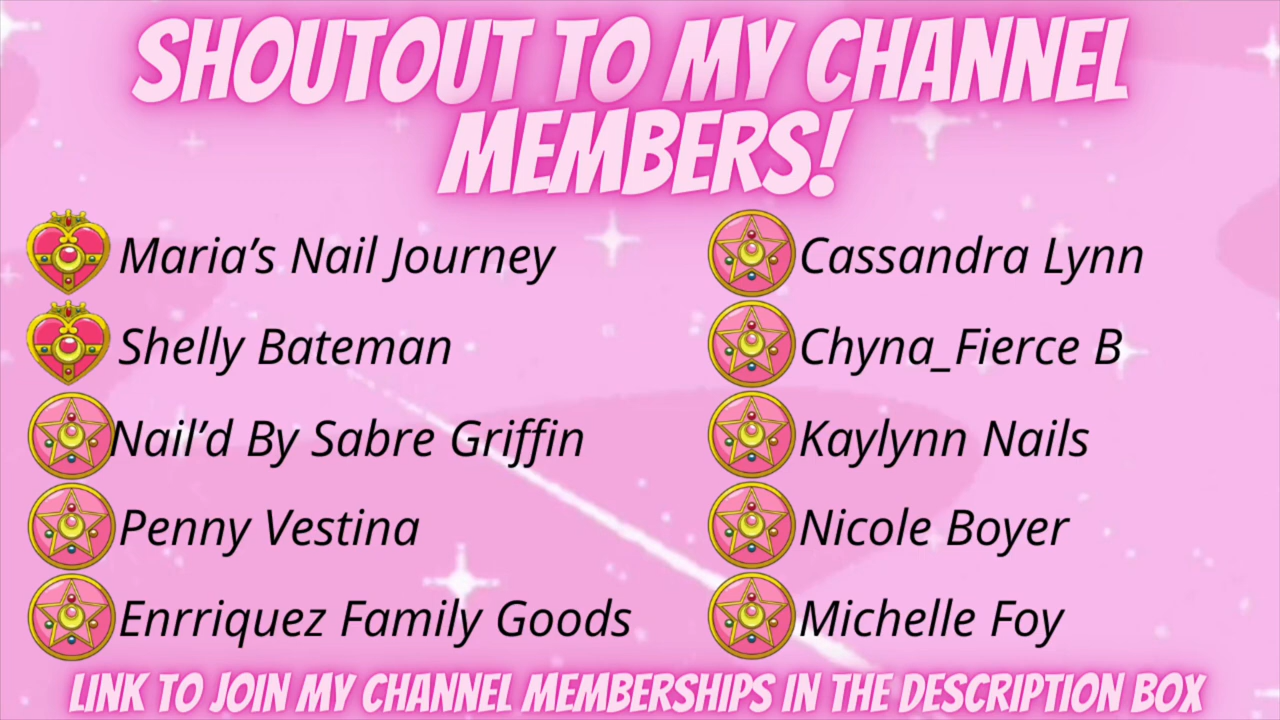 SHOUTOUT TO MY CHANNEL
MEMBERS!
Maria's Nail Journey
Shelly Bateman
Nail'd By Sabre Griffin
Penny Vestina
Enrriquez Family Goods
Cassandra Lynn
Chyna_Fierce B
Kaylynn Nails
Nicole Boyer
Michelle Foy
LINK TO JOIN MY CHANNEL MEMBERSHIPS IN THE DESCRIPTION BOX